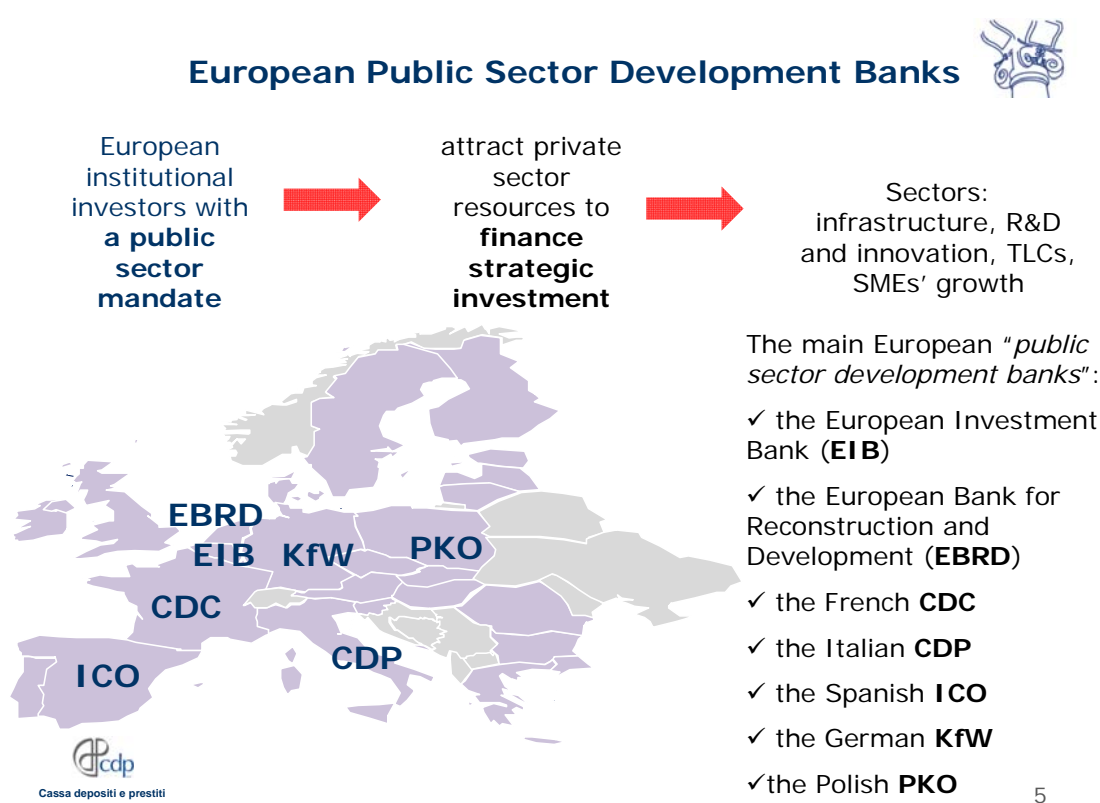 European Public Sector Development Banks
European
institutional
investors with
a public
sector
mandate
attract private
sector
resources to
finance
strategic
investment
Sectors:
infrastructure, R&D
and innovation, TLCs,
SMEs’ growth
The main European “public
sector development banks”:
✓ the European Investment
Bank (EIB)
✓ the European Bank for
Reconstruction and
Development (EBRD)
✓ the French CDC
✓ the Italian CDP
✓ the Spanish ICO
✓ the German KfW
✓the Polish PKO
EBRD
EIB
KfW
PKO
CDC
CDP
ICO
cdp
Cassa depositi e prestiti
5